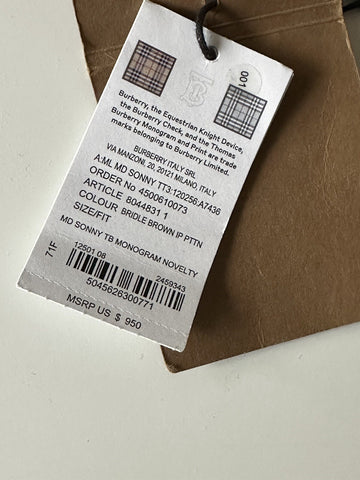 001
Burberry, the Equestrian Knight Device,
the Burberry Check, and the Thomas
Burberry Monogram and Print are trade
marks belonging to Burberry Limited.
BURBERRY ITALY SRL
VIA MANZONI, 20, 20121 MILANO, ITALY
A:ML MD SONNY TT3:120256.A7436
ORDER No 4500610073
ARTICLE 8044831 1
COLOUR BRIDLE BROWN IP PTTN
SIZE/FIT
MD SONNY TB MONOGRAM NOVELTY
71F
12501 06
2459343
5045626300771
MSRP US $ 950